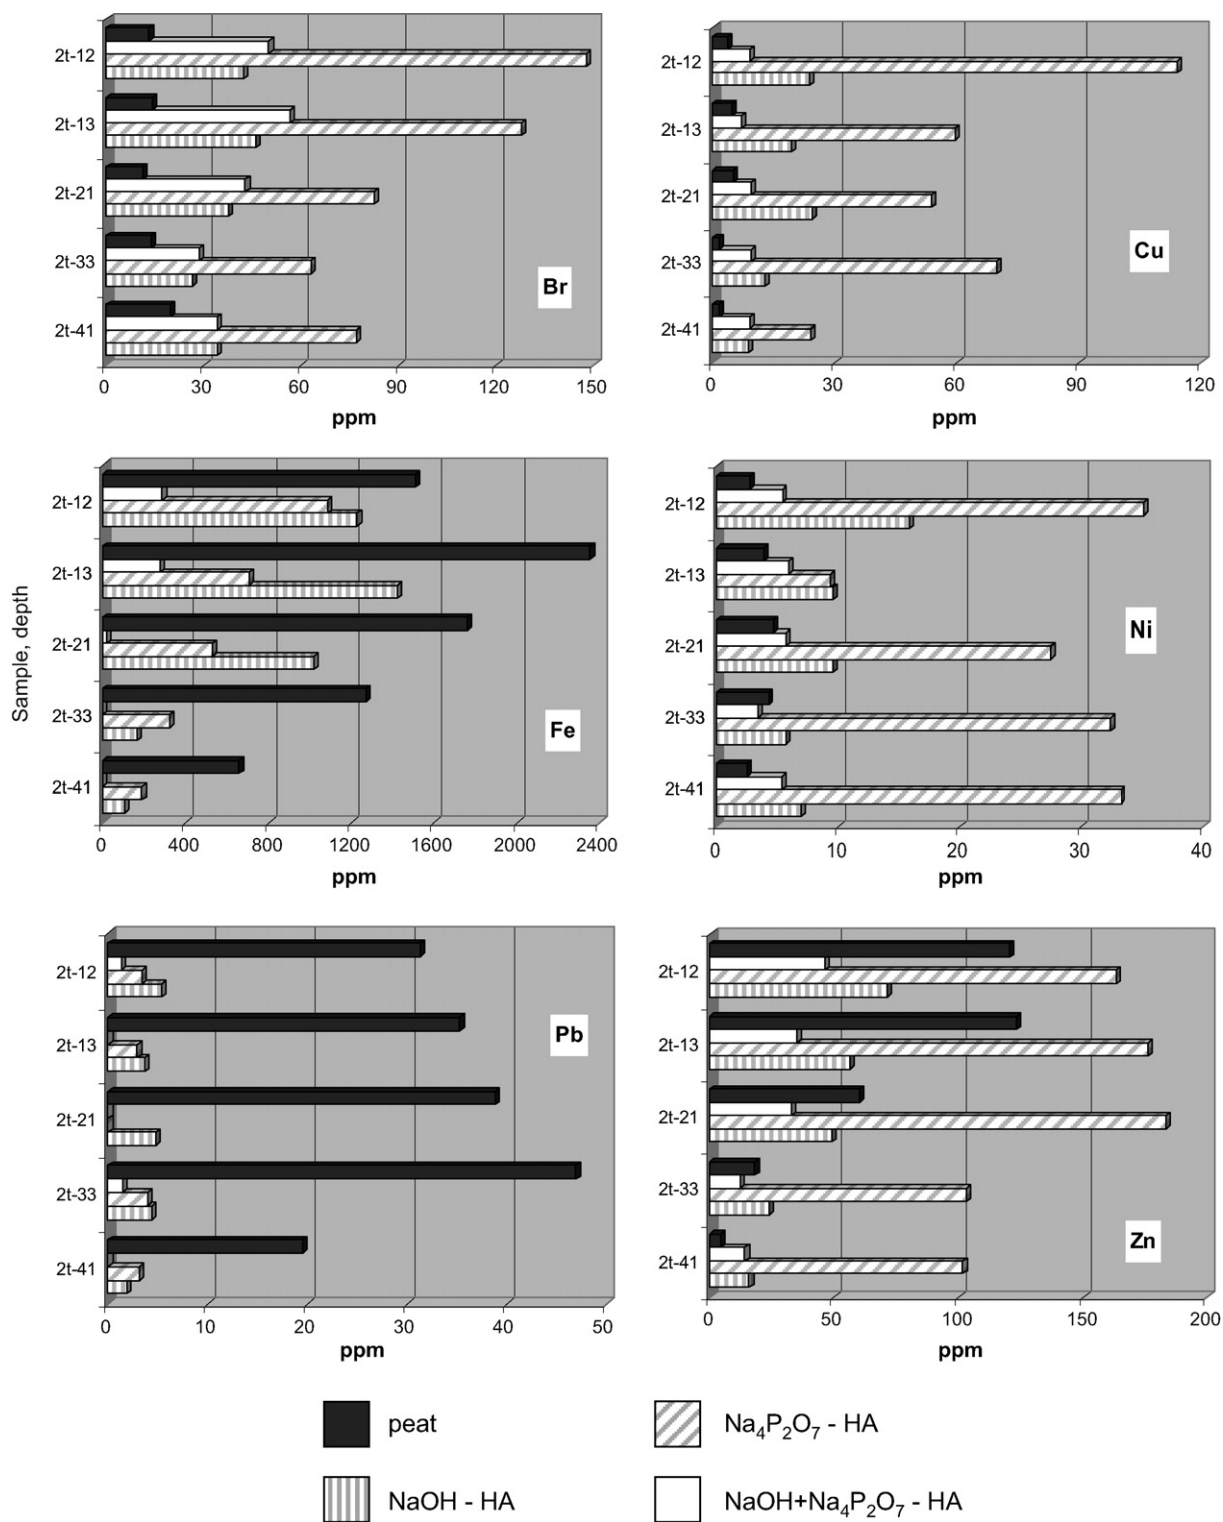 2t-12
2t-13
2t-21
2t-33
2t-41
Br
0 30 60 90 120 150
ppm
2t-12
2t-13
2t-21
2t-33
2t-41
Cu
0 30 60 90 120
ppm
Sample, depth
2t-12
2t-13
2t-21
2t-33
2t-41
Fe
0 400 800 1200 1600 2000 2400
ppm
2t-12
2t-13
2t-21
2t-33
2t-41
Ni
0 10 20 30 40
ppm
2t-12
2t-13
2t-21
2t-33
2t-41
Pb
0 10 20 30 40 50
ppm
2t-12
2t-13
2t-21
2t-33
2t-41
Zn
0 50 100 150 200
ppm
peat
Na₄P₂O₇ - HA
NaOH - HA
NaOH+Na₄P₂O₇ - HA